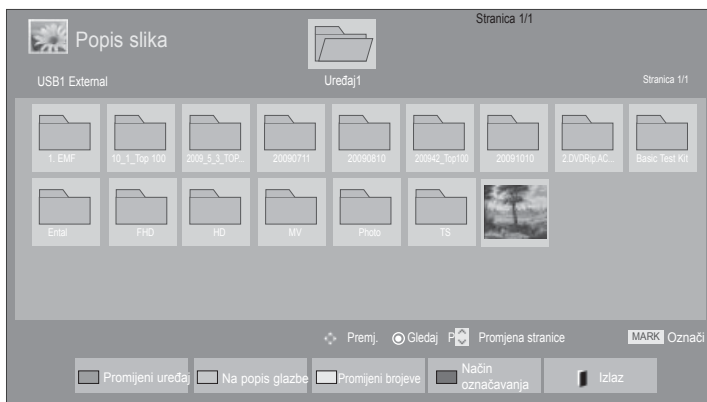 Stranica 1/1
Popis slika
USB1 External
Uređaj1
Stranica 1/1
1. EMF
10_1_Top 100
2009_5_3_TOP...
20090711
20090810
200942_Top100
20091010
2.DVDRip.AC...
Basic Test Kit
Ental
FHD
HD
MV
Photo
TS
Premj.
Gledaj
P
Promjena stranice
MARK Označi
Promijeni uređaj
Na popis glazbe
Promijeni brojeve
Način
označavanja
Izlaz